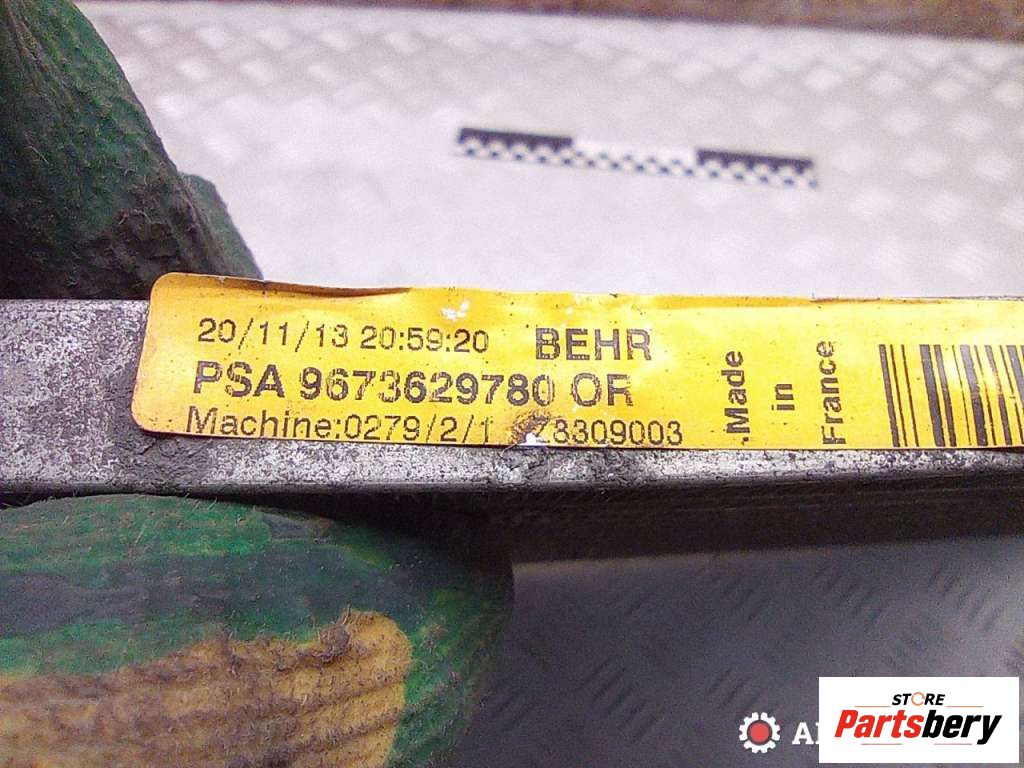 20/11/13 20:59:20 BEHR
PSA 9673629780 OR
Machine:0279/2/1 Z8309003
Made
in
France
STORE
Partsbery